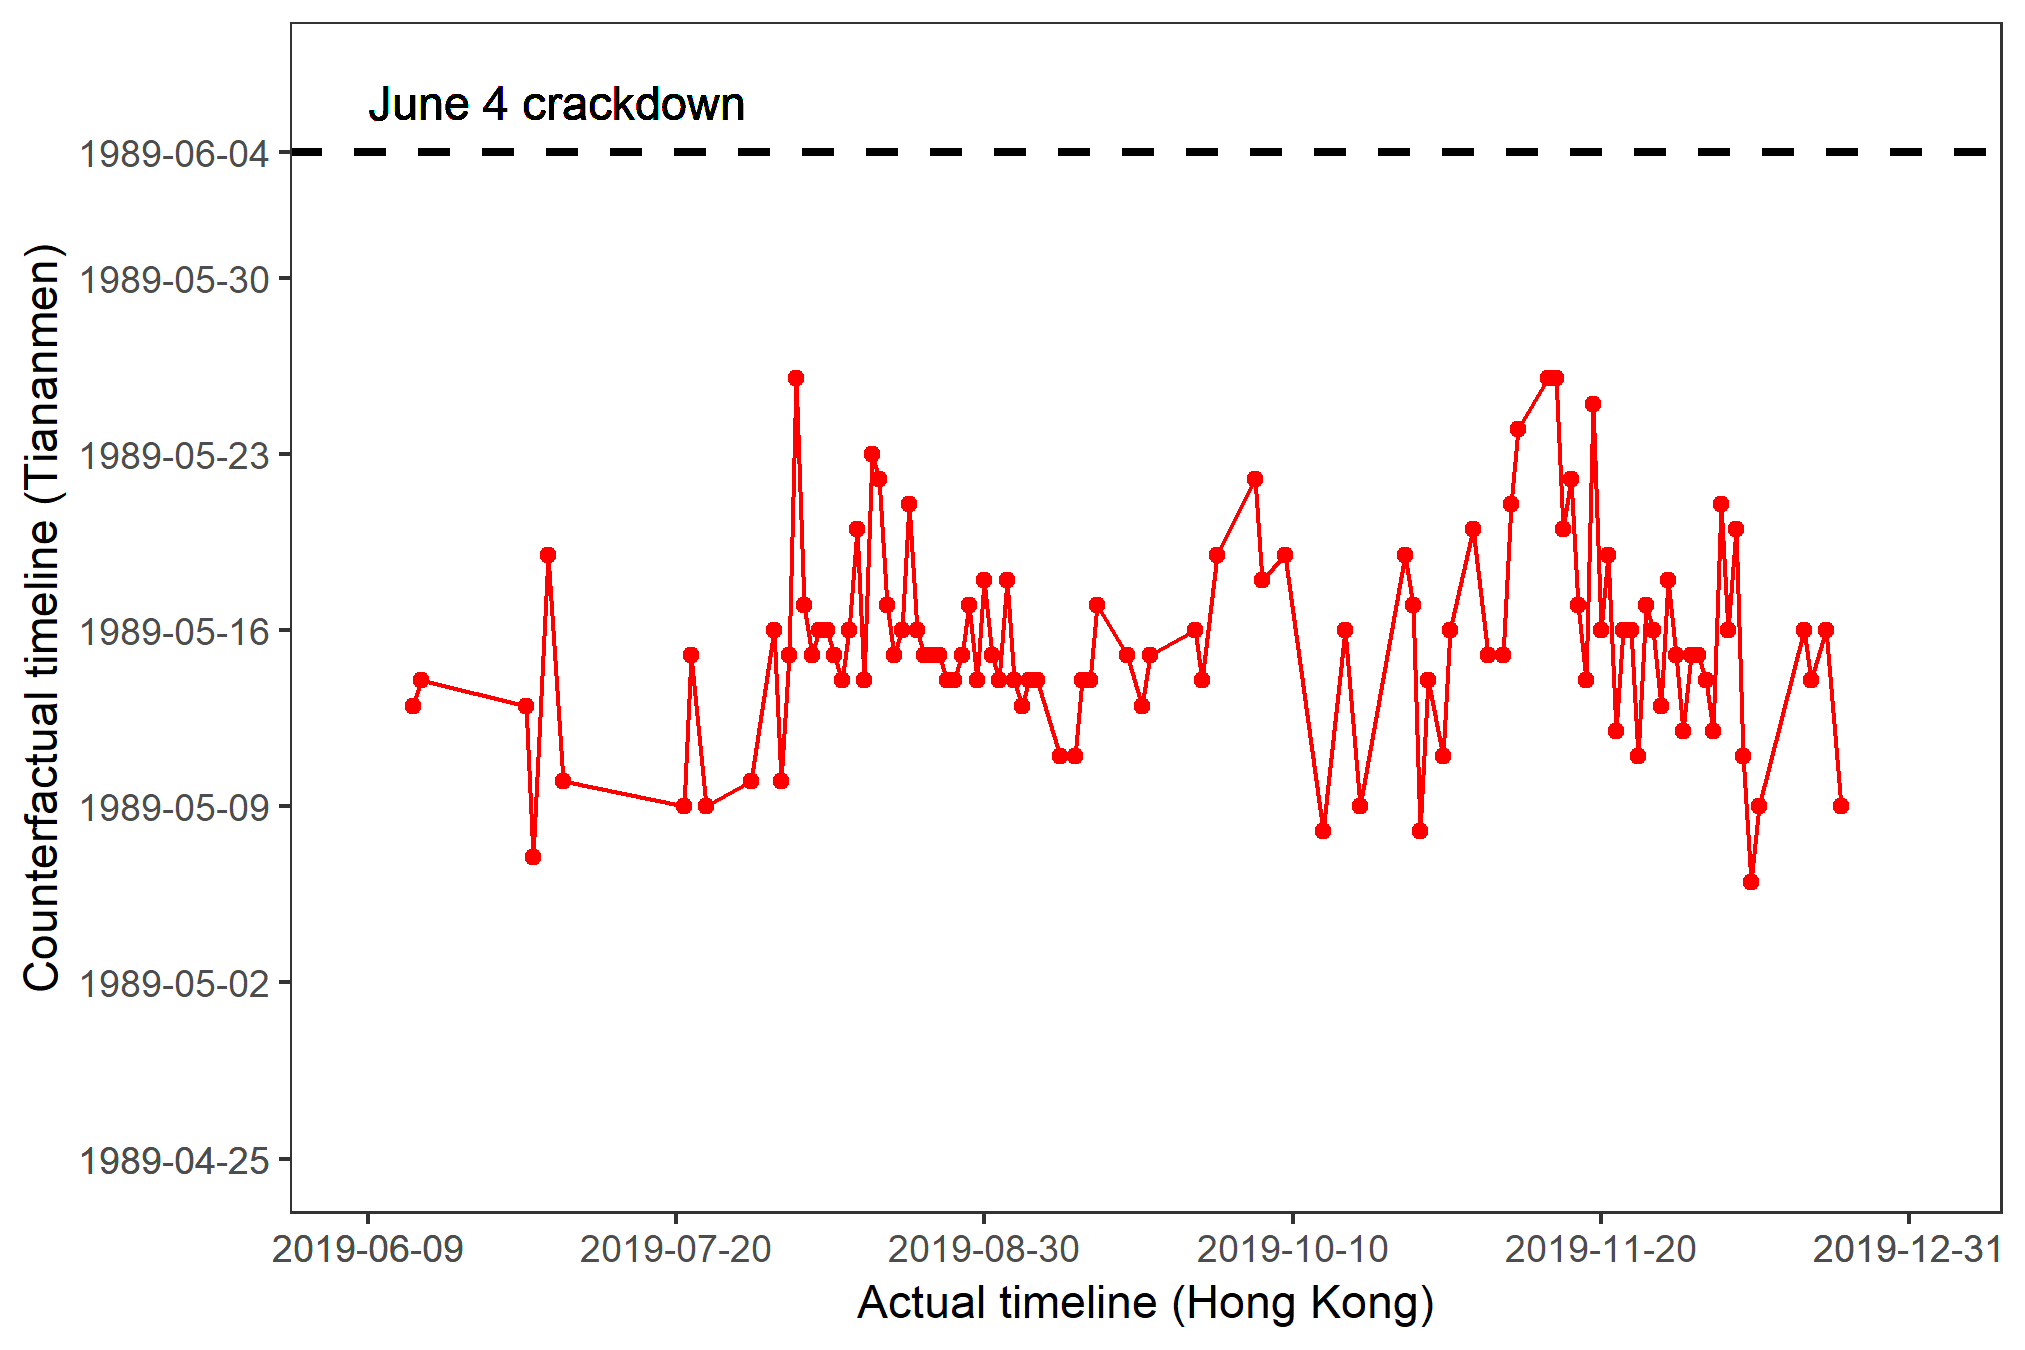 June 4 crackdown
1989-06-04
1989-05-30
1989-05-23
1989-05-16
1989-05-09
1989-05-02
1989-04-25
Counterfactual timeline (Tiananmen)
2019-06-09 2019-07-20 2019-08-30 2019-10-10 2019-11-20 2019-12-31
Actual timeline (Hong Kong)